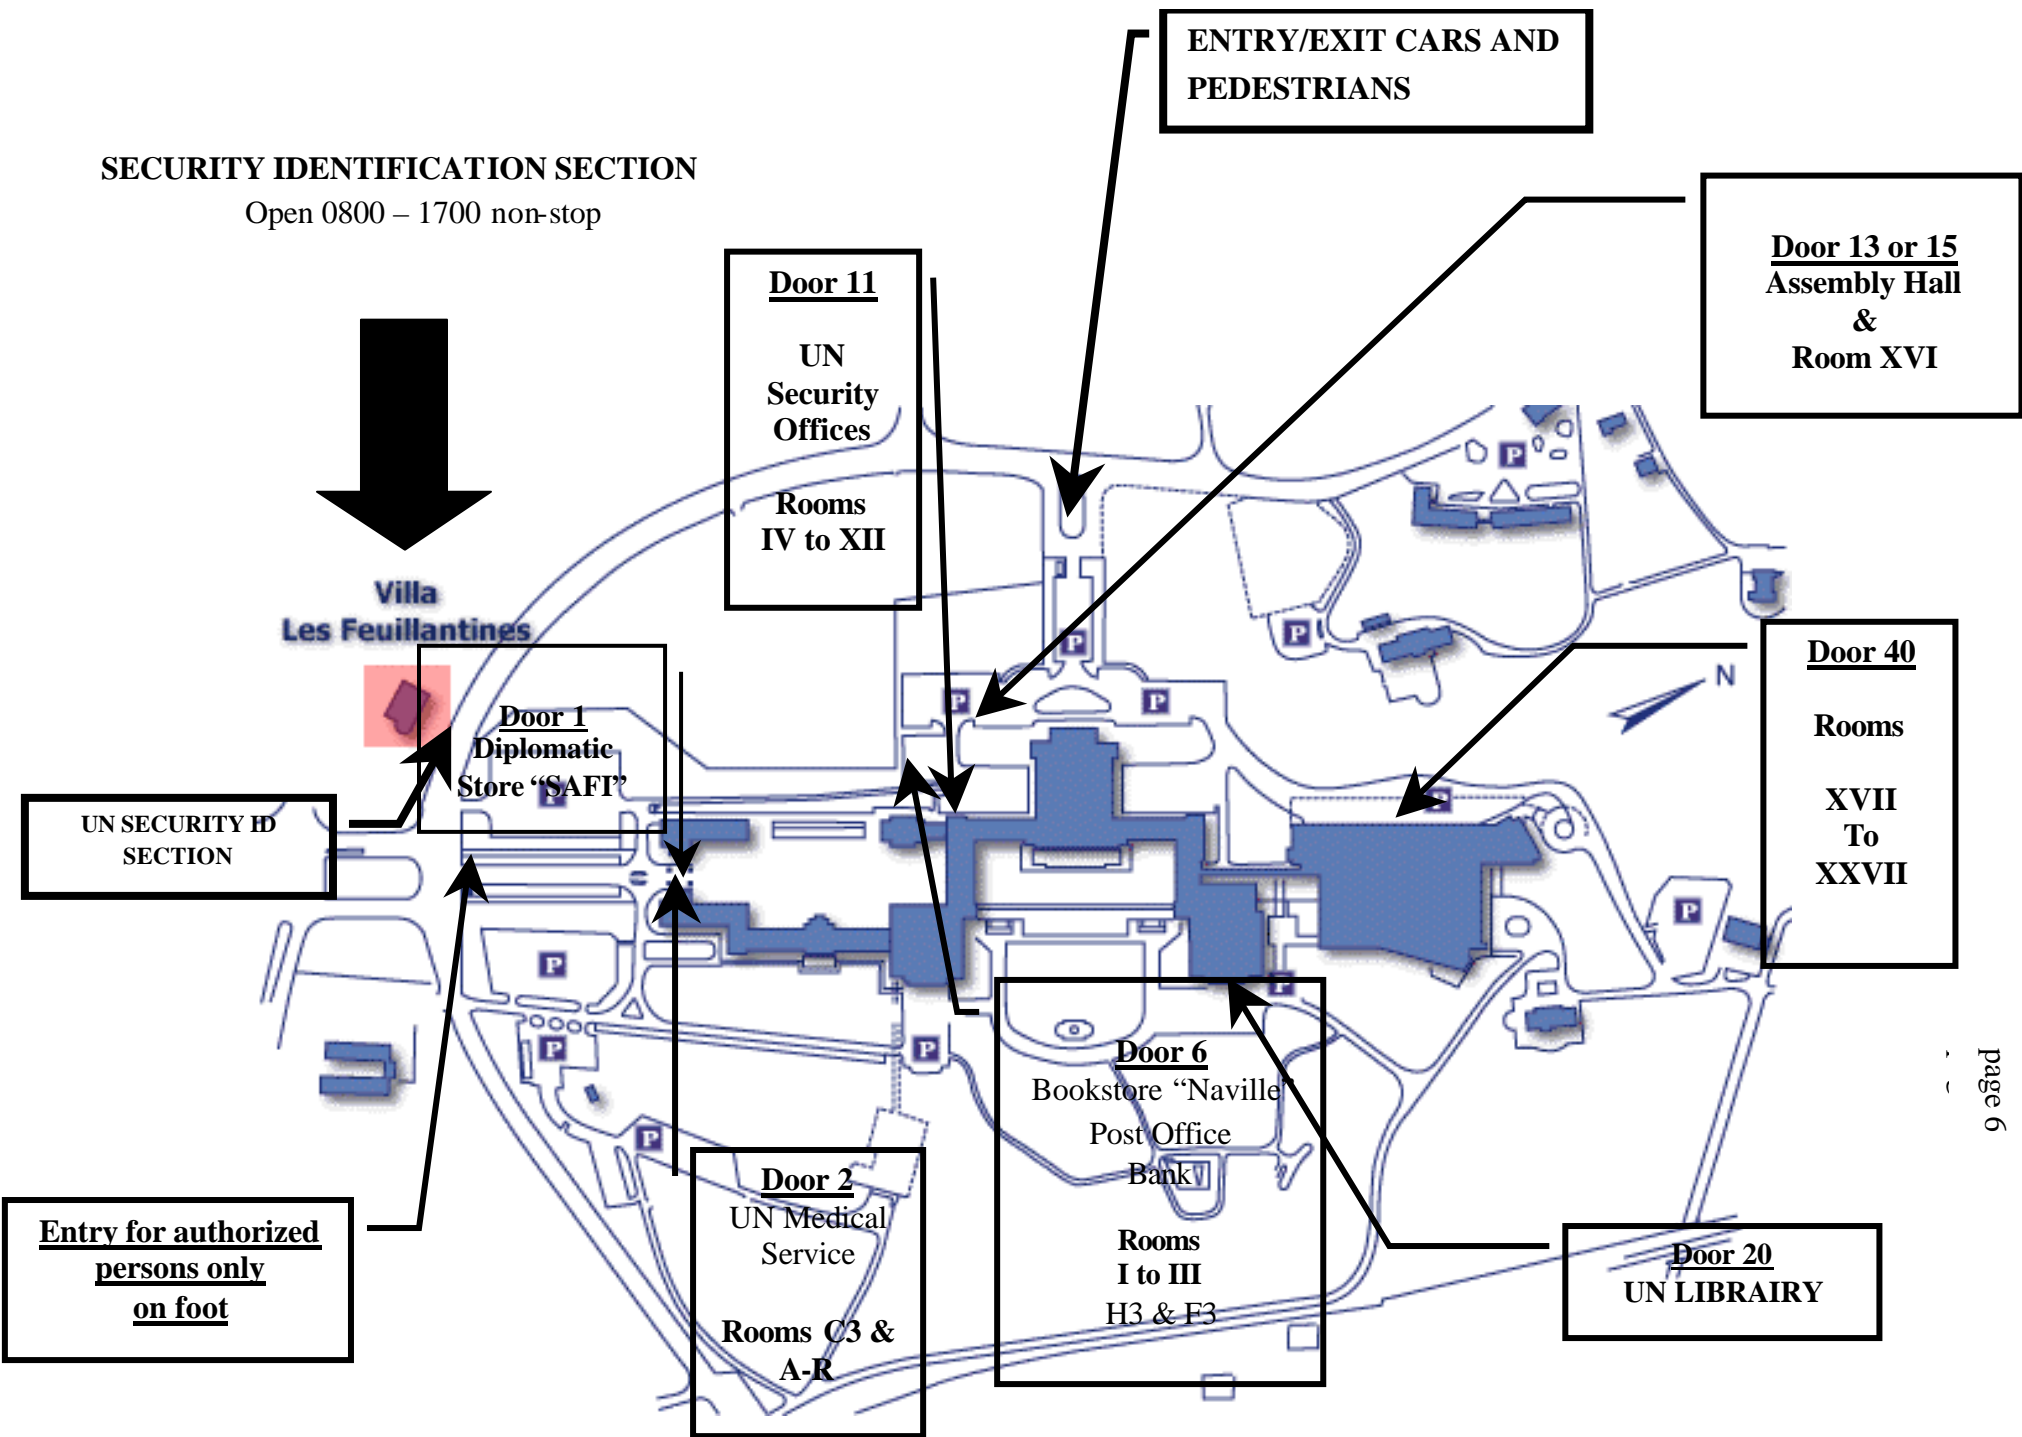 ENTRY/EXIT CARS AND
PEDESTRIANS
SECURITY IDENTIFICATION SECTION
Open 0800 – 1700 non-stop
Door 13 or 15
Assembly Hall
&
Room XVI
Door 11
UN
Security
Offices
Rooms
IV to XII
P
Villa
Les Feuillantines
P
P
Door 40
Rooms
XVII
To
XXVII
N
P
P
Door 1
Diplomatic
Store “SAFI”
P
P
UN SECURITY ID
SECTION
P
P
P
P
P
Door 6
Bookstore “Naville”
Post Office
Bank
Rooms
I to III
H3 & F3
page 6
P
Door 2
UN Medical
Service
Rooms C3 &
A-R
Entry for authorized
persons only
on foot
Door 20
UN LIBRAIRY